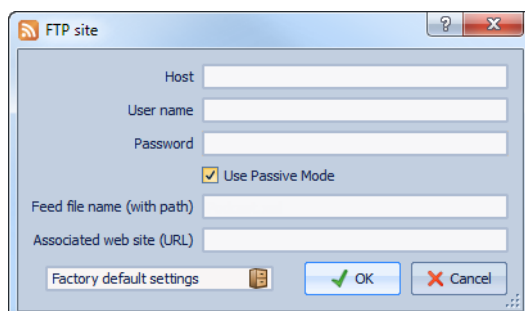 FTP site
?
Host
User name
Password
Use Passive Mode
Feed file name (with path)
Associated web site (URL)
Factory default settings
OK
Cancel